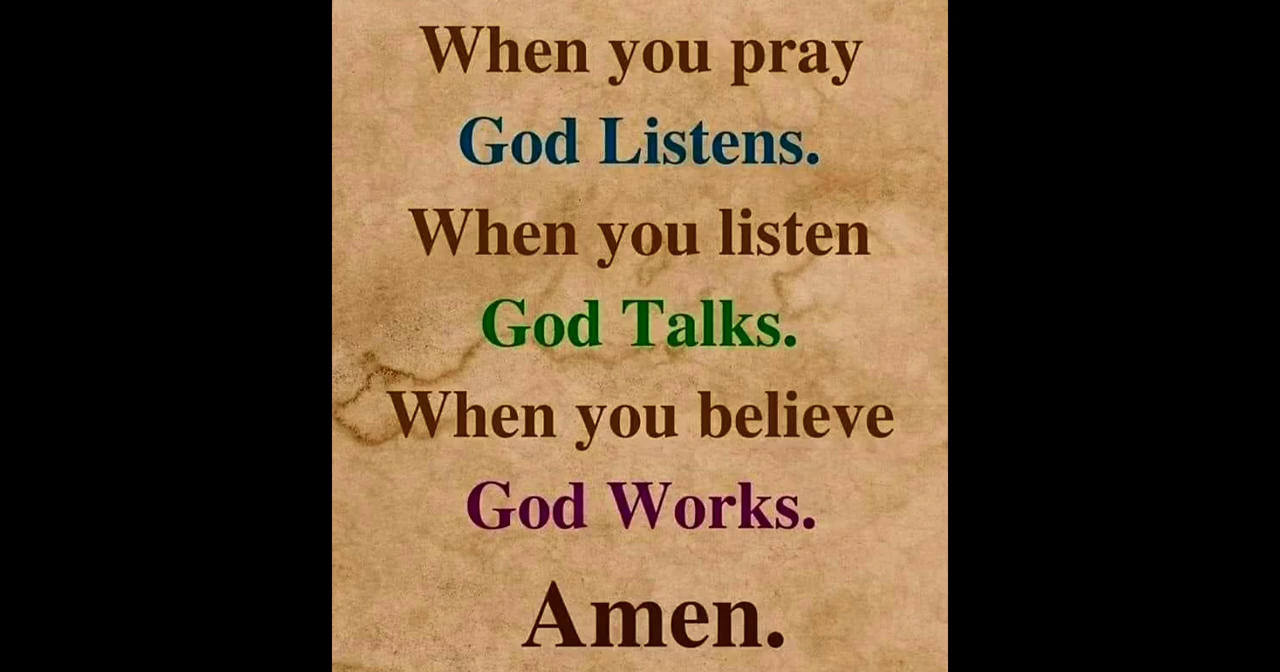 When you pray
God Listens.
When you listen
God Talks.
When you believe
God Works.
Amen.